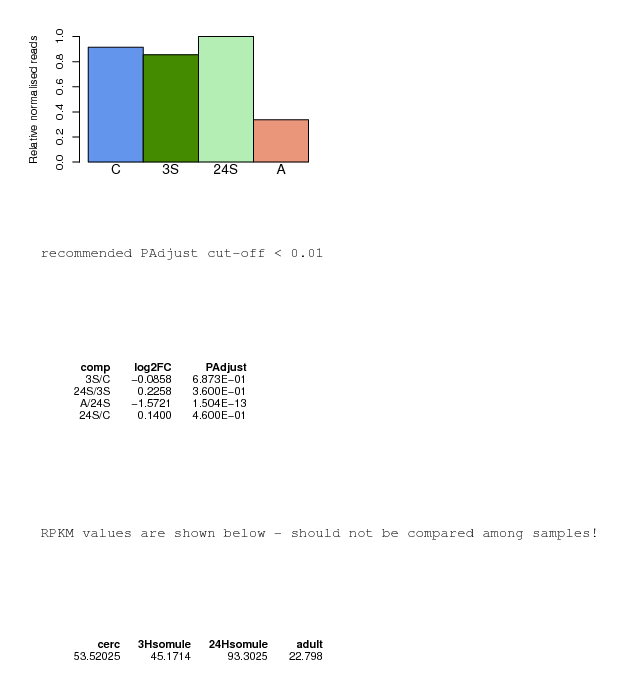 Relative normalised reads
1.0
0.8
0.6
0.4
0.2
0.0
C 3S 24S A
recommended PAdjust cut-off < 0.01
comp log2FC PAdjust
3S/C −0.0858 6.873E−01
24S/3S 0.2258 3.600E−01
A/24S −1.5721 1.504E−13
24S/C 0.1400 4.600E−01
RPKM values are shown below - should not be compared among samples!
cerc 3Hsomule 24Hsomule adult
53.52025 45.1714 93.3025 22.798